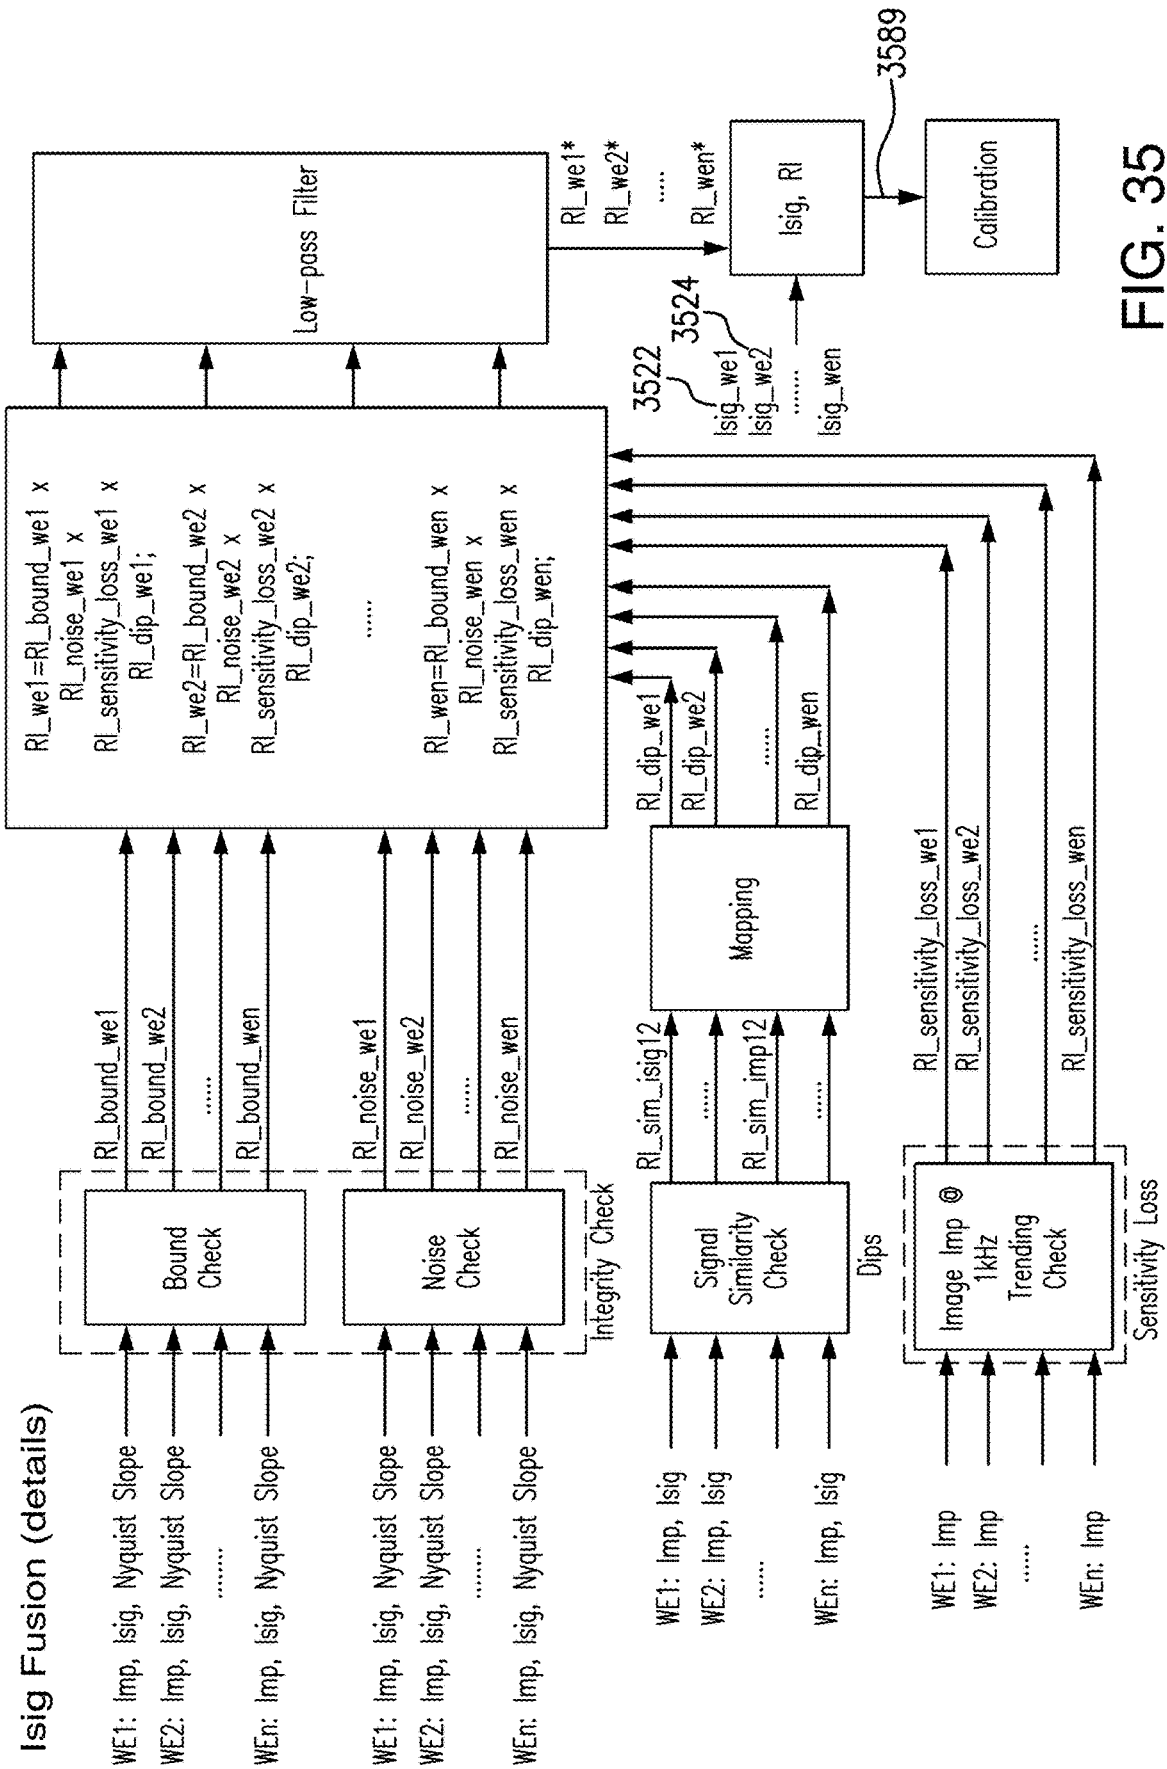 Isig Fusion (details)
WE1: Imp, Isig, Nyquist Slope
WE2: Imp, Isig, Nyquist Slope
........
WEn: Imp, Isig, Nyquist Slope
WE1: Imp, Isig, Nyquist Slope
WE2: Imp, Isig, Nyquist Slope
........
WEn: Imp, Isig, Nyquist Slope
WE1: Imp, Isig
WE2: Imp, Isig
......
WEn: Imp, Isig
WE1: Imp
WE2: Imp
......
WEn: Imp
Bound
Check
Noise
Check
Integrity Check
Signal
Similarity
Check
Dips
Image Imp @
1kHz
Trending
Check
Sensitivity Loss
RI_bound_we1
RI_bound_we2
......
RI_bound_wen
RI_noise_we1
RI_noise_we2
......
RI_noise_wen
RI_sim_isig12
......
RI_sim_imp12
......
Mapping
RI_dip_we1
RI_dip_we2
......
RI_dip_wen
RI_sensitivity_loss_we1
RI_sensitivity_loss_we2
......
RI_sensitivity_loss_wen
RI_we1=RI_bound_we1 x
RI_noise_we1 x
RI_sensitivity_loss_we1 x
RI_dip_we1;
RI_we2=RI_bound_we2 x
RI_noise_we2 x
RI_sensitivity_loss_we2 x
RI_dip_we2;
......
RI_wen=RI_bound_wen x
RI_noise_wen x
RI_sensitivity_loss_wen x
RI_dip_wen;
Low-pass Filter
RI_we1*
RI_we2*
......
RI_wen*
3522
3524
Isig_we1
Isig_we2
........
Isig_wen
Isig, RI
3589
Calibration
FIG. 35